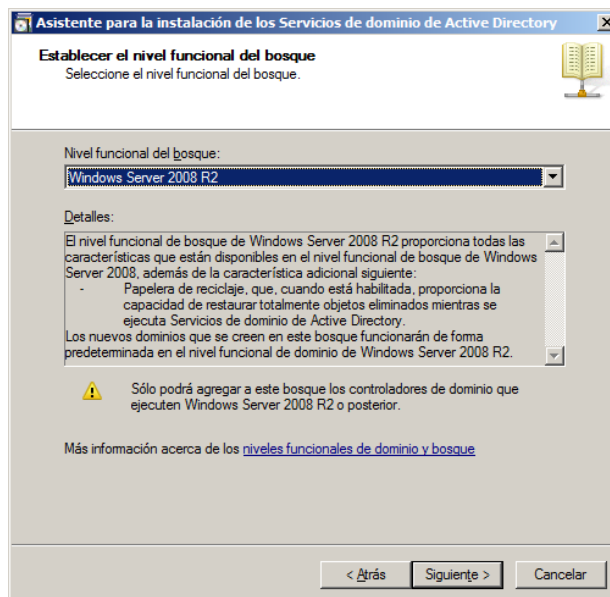 Asistente para la instalación de los Servicios de dominio de Active Directory
Establecer el nivel funcional del bosque
Seleccione el nivel funcional del bosque.
Nivel funcional del bosque:
Windows Server 2008 R2
Detalles:
El nivel funcional de bosque de Windows Server 2008 R2 proporciona todas las
características que están disponibles en el nivel funcional de bosque de Windows
Server 2008, además de la característica adicional siguiente:
- Papelera de reciclaje, que, cuando está habilitada, proporciona la
capacidad de restaurar totalmente objetos eliminados mientras se
ejecuta Servicios de dominio de Active Directory.
Los nuevos dominios que se creen en este bosque funcionarán de forma
predeterminada en el nivel funcional de dominio de Windows Server 2008 R2.
Sólo podrá agregar a este bosque los controladores de dominio que
ejecuten Windows Server 2008 R2 o posterior.
Más información acerca de los niveles funcionales de dominio y bosque
< Atrás Siguiente > Cancelar